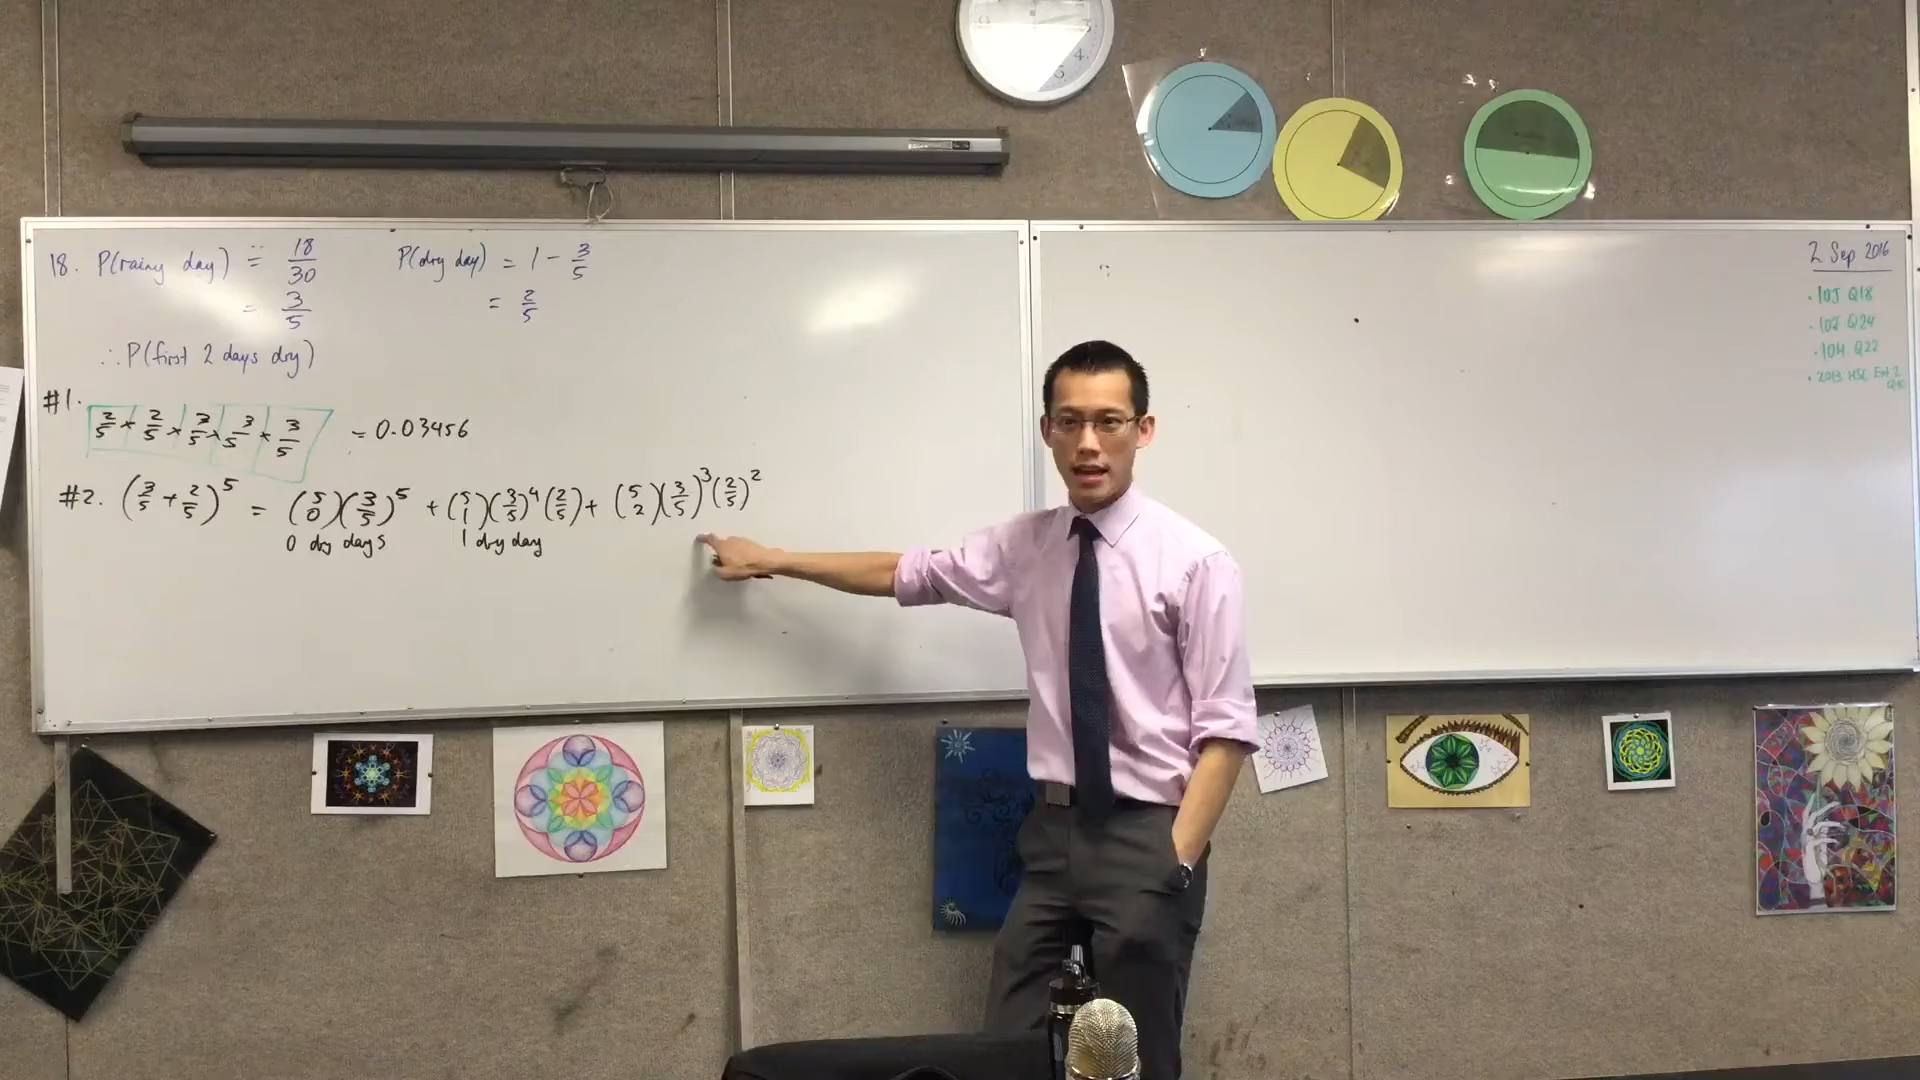 18. P(rainy day) ≑ 18/30
= 3/5
P(dry day) = 1 - 3/5
= 2/5
∴ P(first 2 days dry)
#1. 2/5 × 2/5 × 3/5 × 3/5 × 3/5 = 0.03456
#2. (3/5 + 2/5)^5 = (5 0)(3/5)^5 + (5 1)(3/5)^4(2/5) + (5 2)(3/5)^3(2/5)^2
0 dry days 1 dry day
2 Sep 2016
• 10J Q18
• 10J Q24
• 10H Q22
• 2013 HSC Ext 2